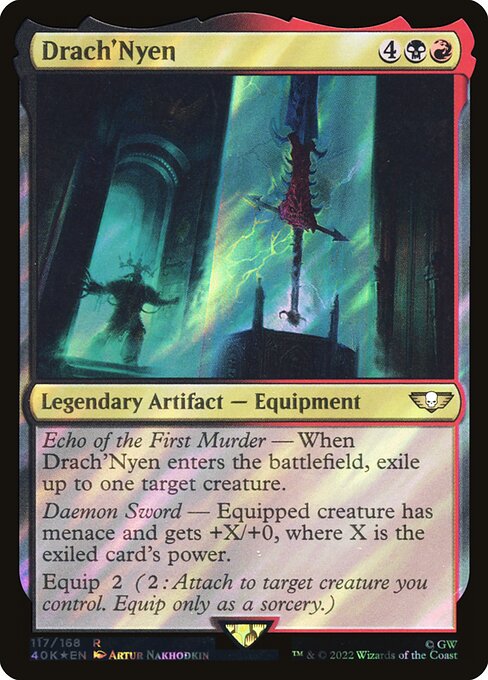 Drach'Nyen 4
Legendary Artifact — Equipment
Echo of the First Murder — When
Drach'Nyen enters the battlefield, exile
up to one target creature.
Daemon Sword — Equipped creature has
menace and gets +X/+0, where X is the
exiled card's power.
Equip 2 (2: Attach to target creature you
control. Equip only as a sorcery.)
117/168 R © GW
40K★EN Artur Nakhodkin ™ & © 2022 Wizards of the Coast